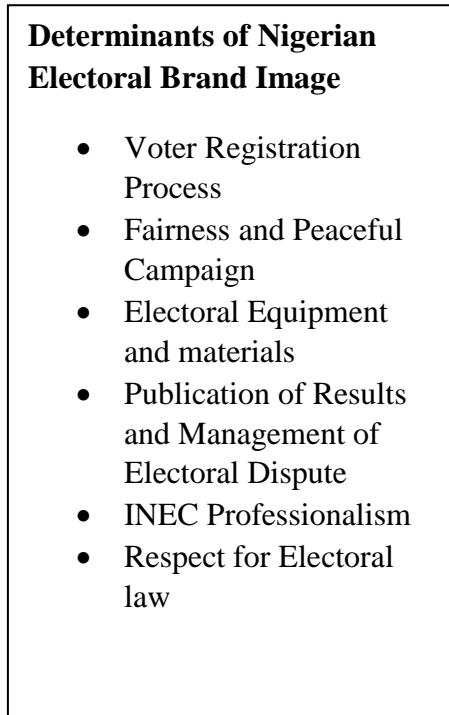 Determinants of Nigerian
Electoral Brand Image
• Voter Registration
Process
• Fairness and Peaceful
Campaign
• Electoral Equipment
and materials
• Publication of Results
and Management of
Electoral Dispute
• INEC Professionalism
• Respect for Electoral
law